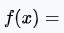 f(x) =